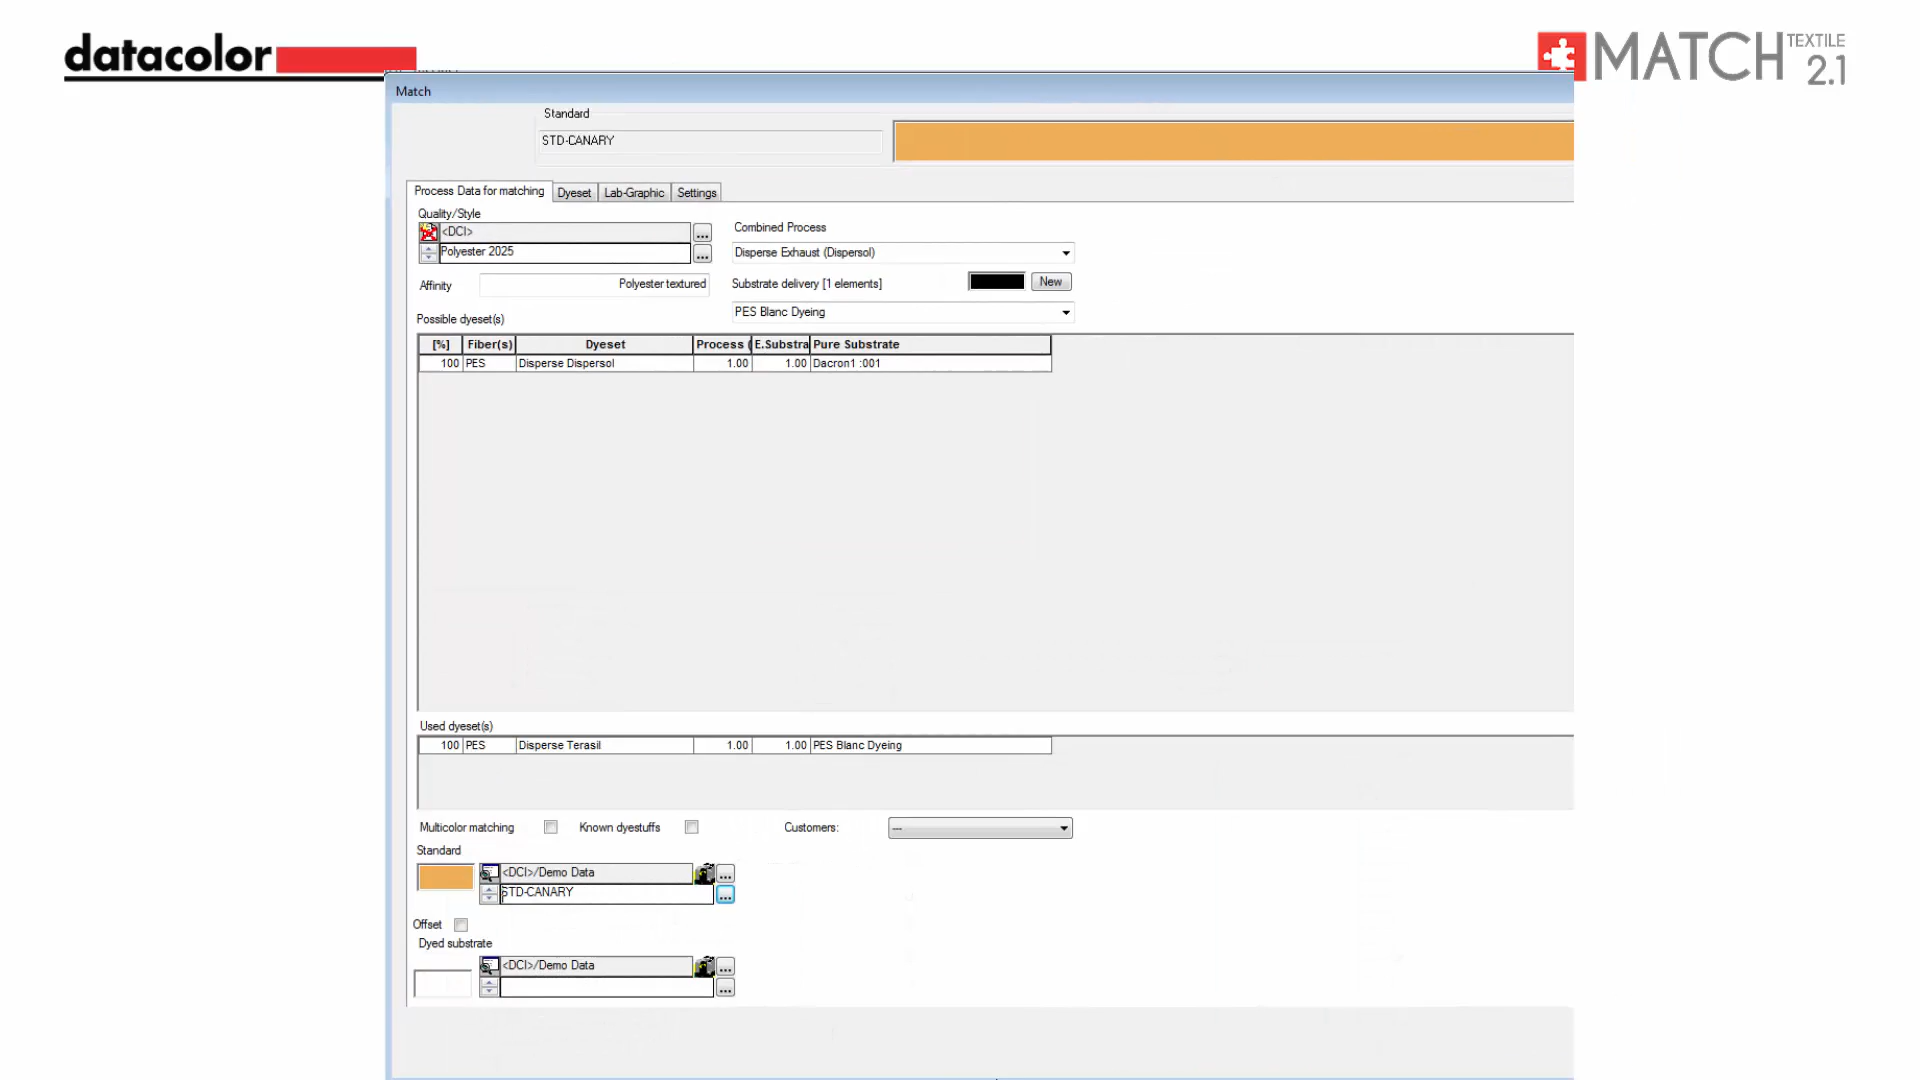 datacolor
MATCH TEXTILE 2.1
Match
Standard
STD-CANARY
Process Data for matching Dyeset Lab-Graphic Settings
Quality/Style
<DCI> ...
Polyester 2025 ...
Combined Process
Disperse Exhaust (Dispersol)
Affinity Polyester textured
Substrate delivery [1 elements] New
PES Blanc Dyeing
Possible dyeset(s)
[%] Fiber(s) Dyeset Process ( E.Substra Pure Substrate
100 PES Disperse Dispersol 1.00 1.00 Dacron1 :001
Used dyeset(s)
100 PES Disperse Terasil 1.00 1.00 PES Blanc Dyeing
Multicolor matching Known dyestuffs Customers: ---
Standard
<DCI>/Demo Data ...
STD-CANARY ...
Offset
Dyed substrate
<DCI>/Demo Data ...
...